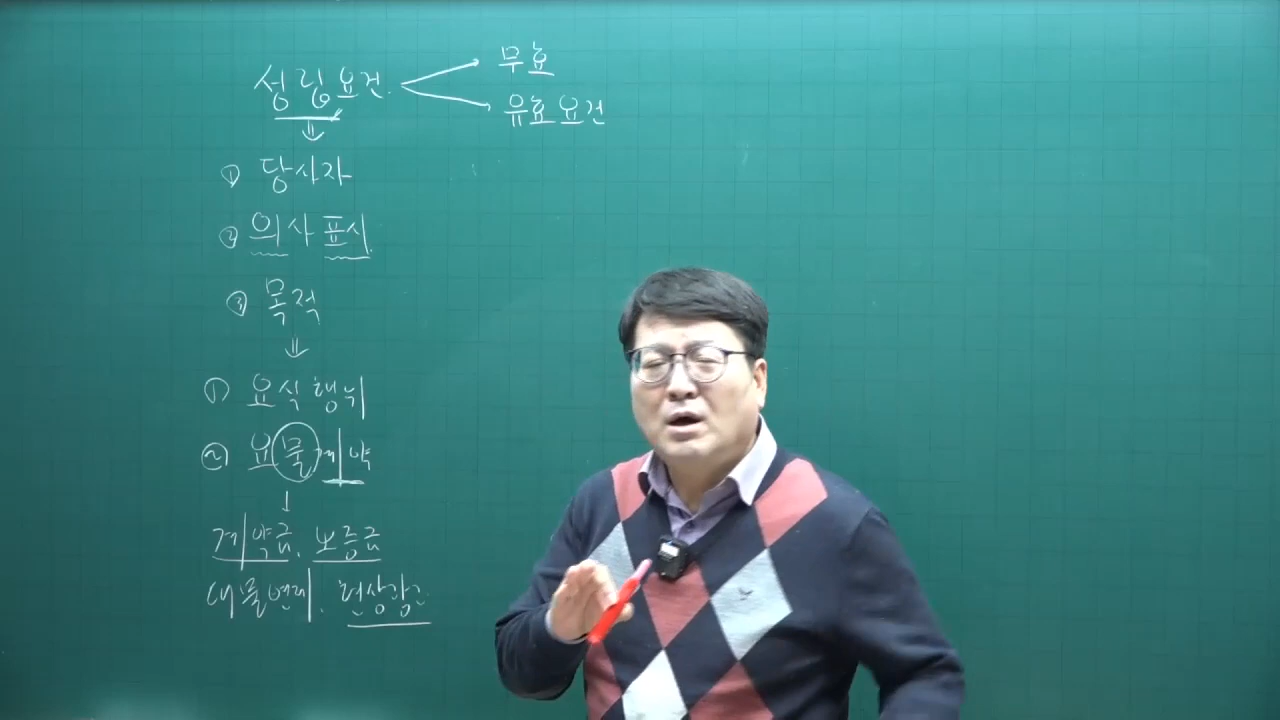 성립요건
무효
유효요건
① 당사자
② 의사표시
③ 목적
① 요식행위
② 요물계약
계약금, 보증금
대물변제, 현상광고